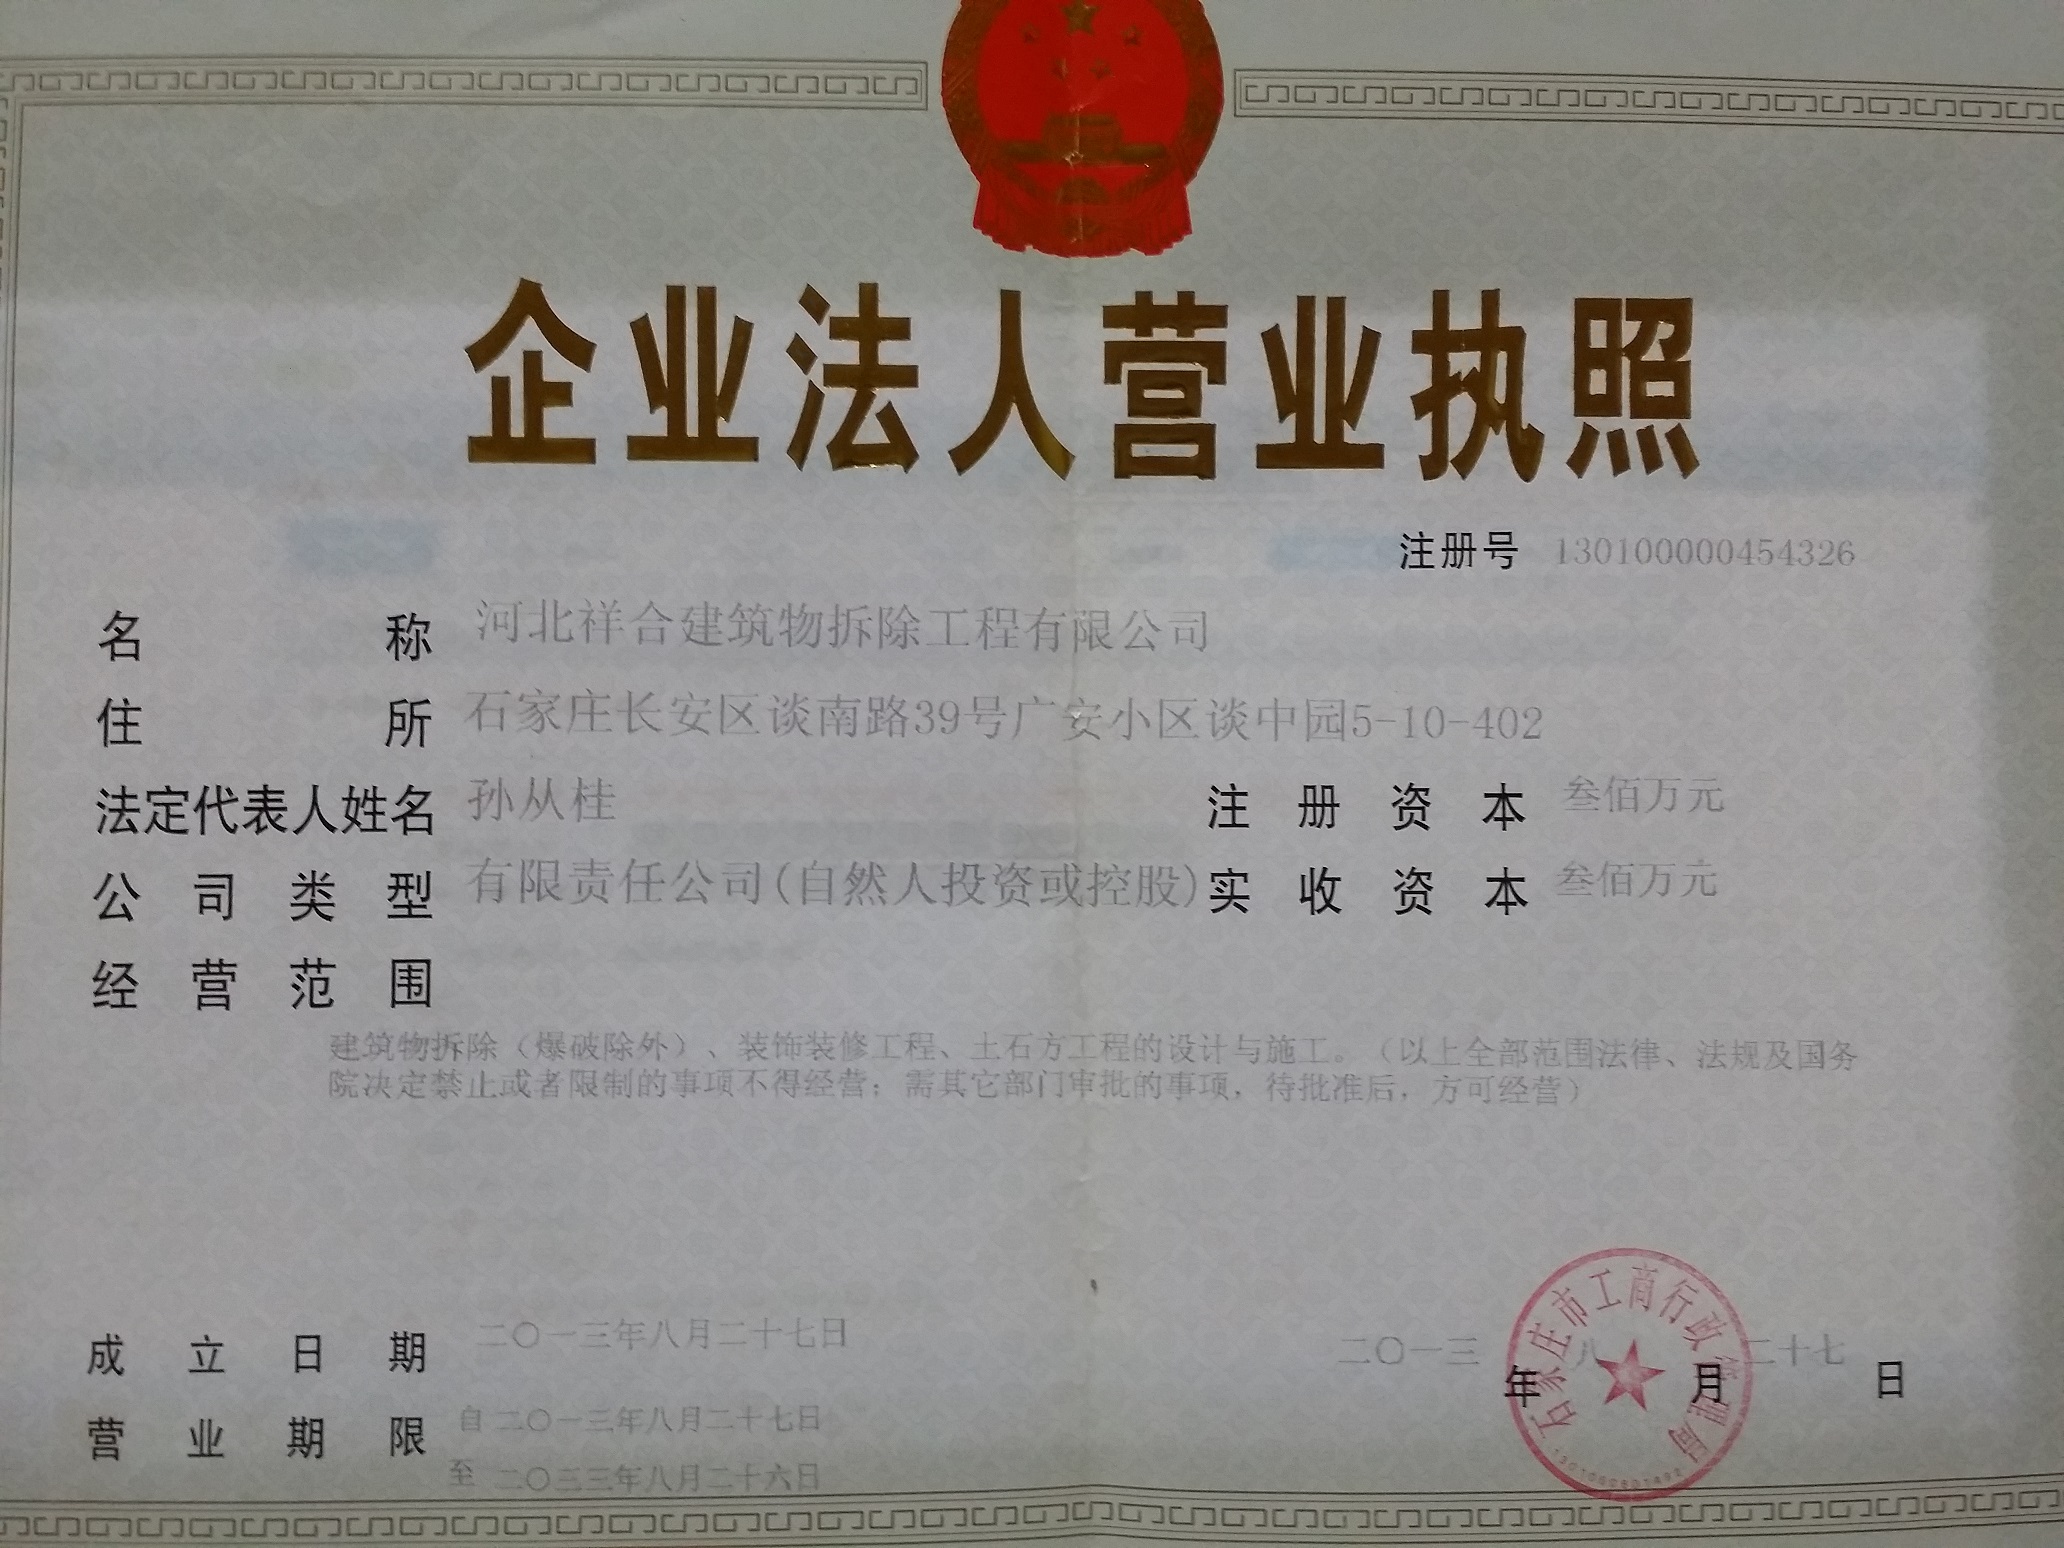 企业法人营业执照
注册号 130100000454326
名称 河北祥合建筑物拆除工程有限公司
住所 石家庄长安区谈南路39号广安小区谈中园5-10-402
法定代表人姓名 孙从桂 注册资本 叁佰万元
公司类型 有限责任公司(自然人投资或控股) 实收资本 叁佰万元
经营范围
建筑物拆除（爆破除外）、装饰装修工程、土石方工程的设计与施工。（以上全部范围法律、法规及国务
院决定禁止或者限制的事项不得经营；需其它部门审批的事项，待批准后，方可经营）
成立日期 二〇一三年八月二十七日
二〇一三年八月二十七日
营业期限 自 二〇一三年八月二十七日
至 二〇三三年八月二十六日
石家庄市工商行政管理局